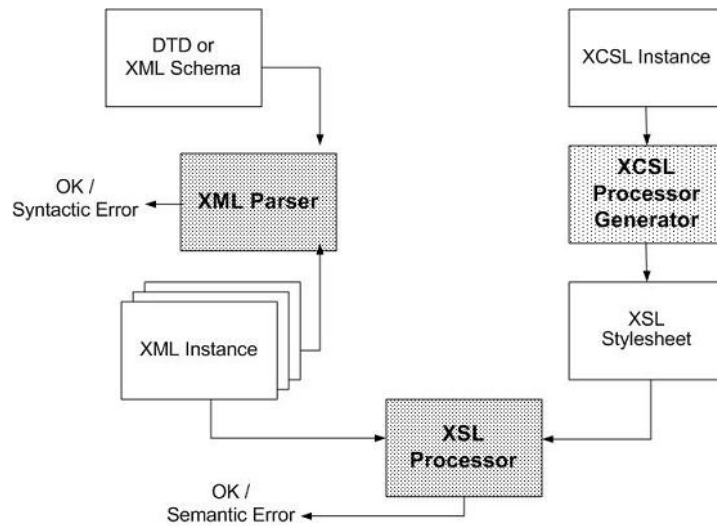 DTD or
XML Schema
XCSL Instance
XML Parser
OK /
Syntactic Error
XCSL
Processor
Generator
XML Instance
XSL
Stylesheet
XSL
Processor
OK /
Semantic Error